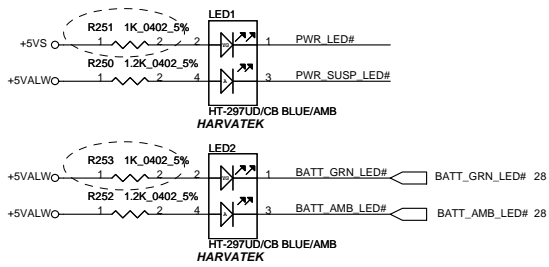 LED1
R251 1K_0402_5%
+5VS 1 2 2 1 PWR_LED#
R250 1.2K_0402_5%
+5VALW 1 2 4 3 PWR_SUSP_LED#
HT-297UD/CB BLUE/AMB
HARVATEK
LED2
R253 1K_0402_5%
+5VALW 1 2 2 1 BATT_GRN_LED# BATT_GRN_LED# 28
R252 1.2K_0402_5%
+5VALW 1 2 4 3 BATT_AMB_LED# BATT_AMB_LED# 28
HT-297UD/CB BLUE/AMB
HARVATEK